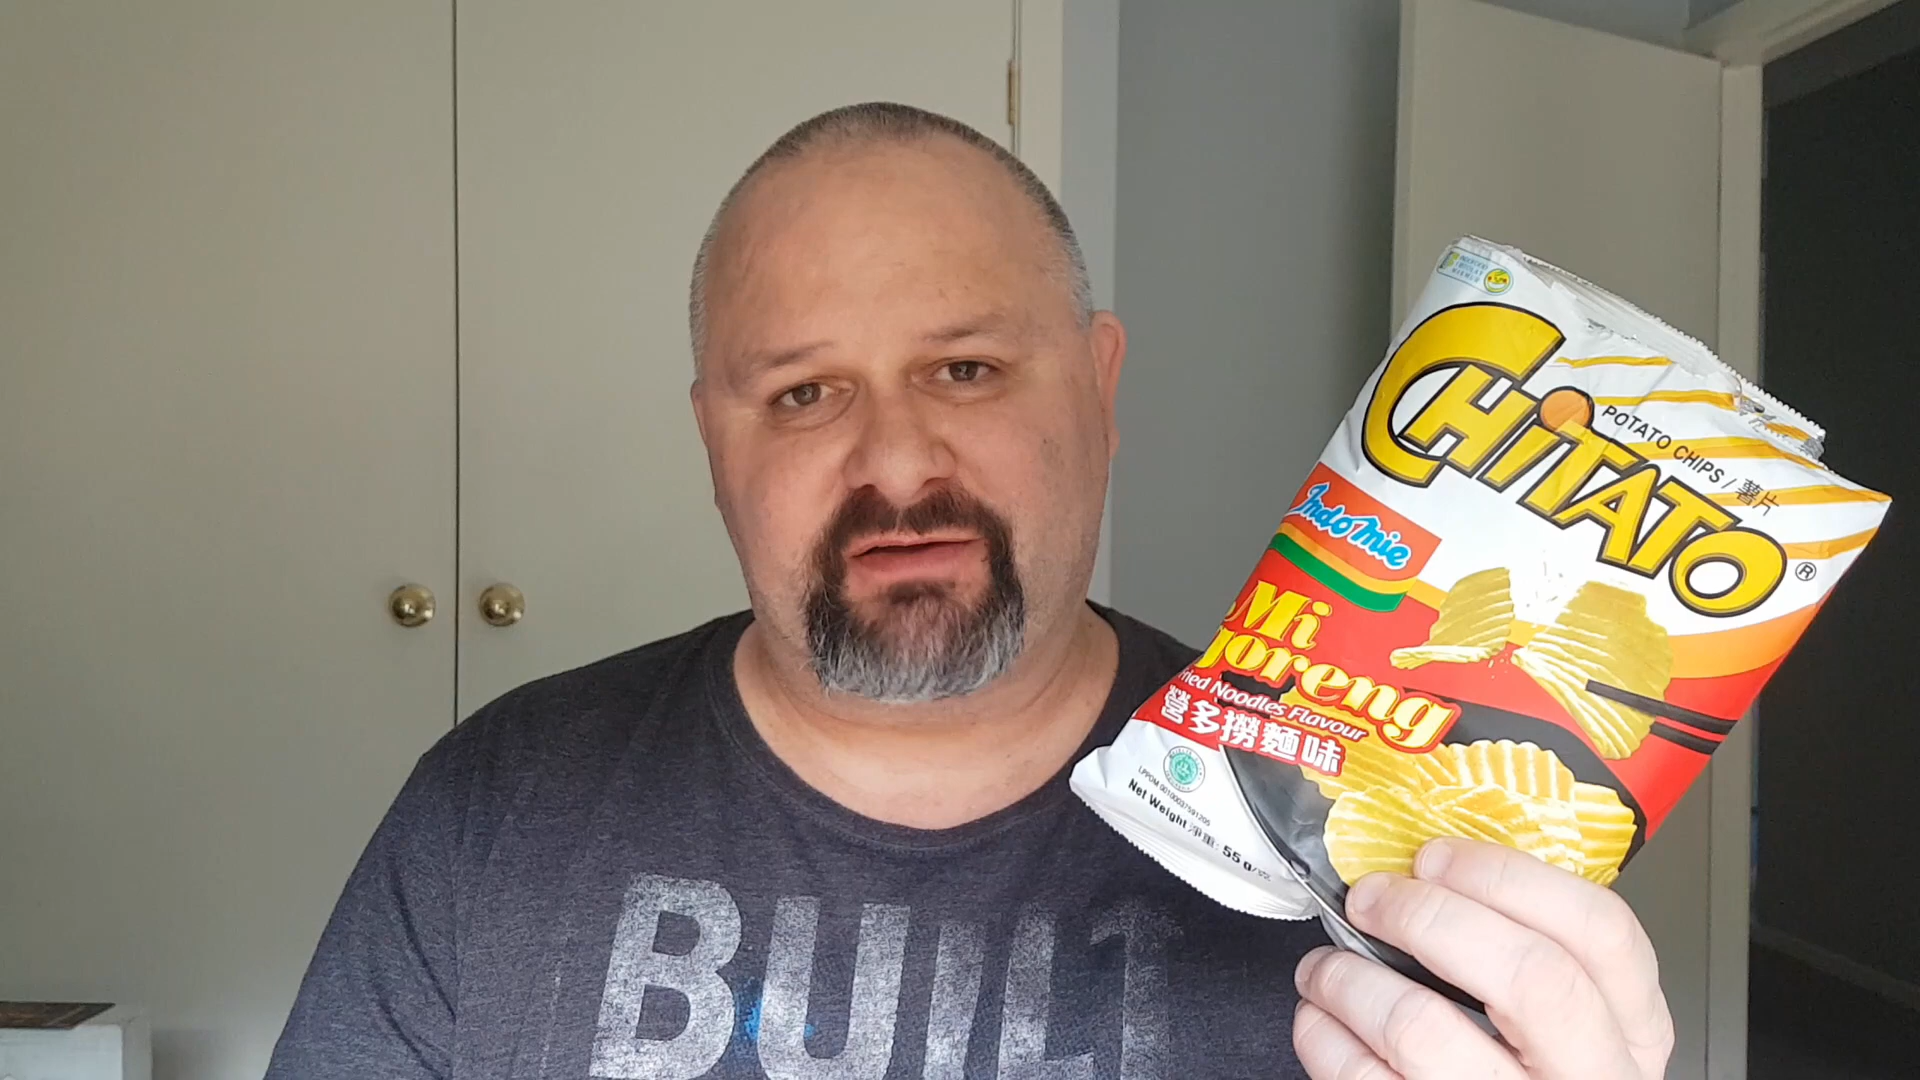 CHiTATO
®
POTATO CHIPS / 薯片
Indomie
Mi
goreng
Fried Noodles Flavour
營多撈麵味
Net Weight 淨重: 55 g/克
BUILT